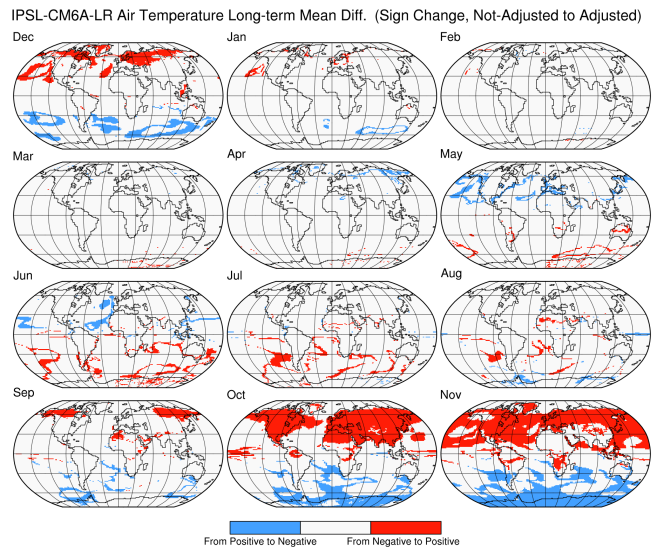 IPSL-CM6A-LR Air Temperature Long-term Mean Diff. (Sign Change, Not-Adjusted to Adjusted)
Dec Jan Feb
Mar Apr May
Jun Jul Aug
Sep Oct Nov
From Positive to Negative From Negative to Positive